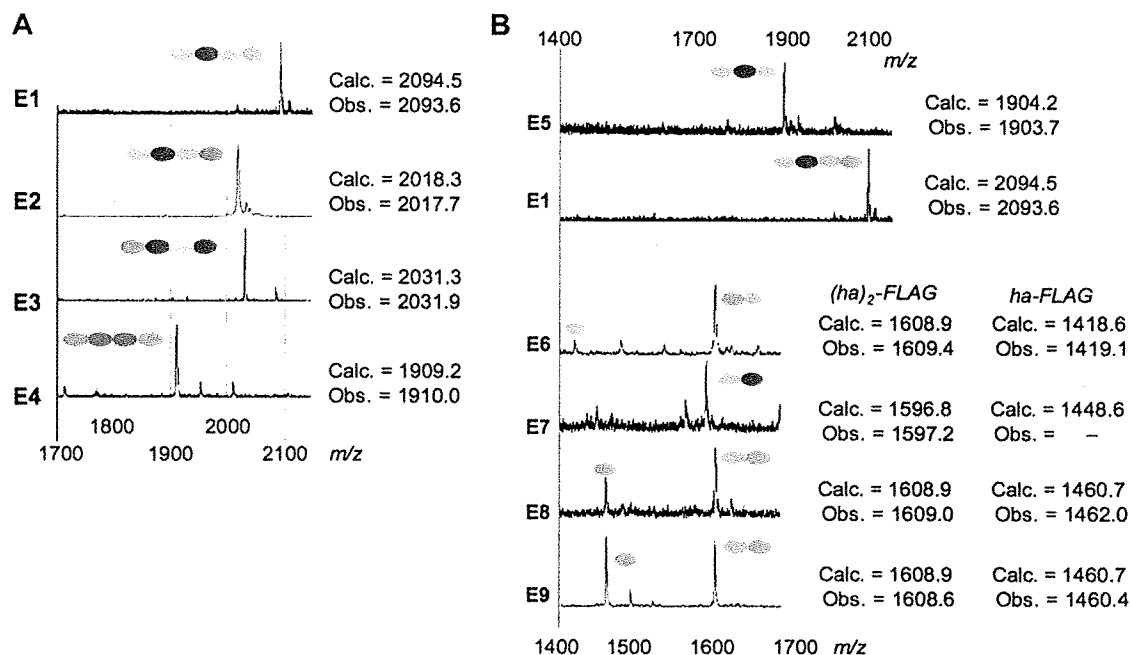 A
E1
Calc. = 2094.5
Obs. = 2093.6
E2
Calc. = 2018.3
Obs. = 2017.7
E3
Calc. = 2031.3
Obs. = 2031.9
E4
Calc. = 1909.2
Obs. = 1910.0
1700 1900 2000 2100 m/z
B
1400 1700 1900 2100
m/z
E5
Calc. = 1904.2
Obs. = 1903.7
E1
Calc. = 2094.5
Obs. = 2093.6
(ha)2-FLAG ha-FLAG
E6
Calc. = 1608.9 Calc. = 1418.6
Obs. = 1609.4 Obs. = 1419.1
E7
Calc. = 1596.8 Calc. = 1448.6
Obs. = 1597.2 Obs. = –
E8
Calc. = 1608.9 Calc. = 1460.7
Obs. = 1609.0 Obs. = 1462.0
E9
Calc. = 1608.9 Calc. = 1460.7
Obs. = 1608.6 Obs. = 1460.4
1400 1500 1600 1700 m/z